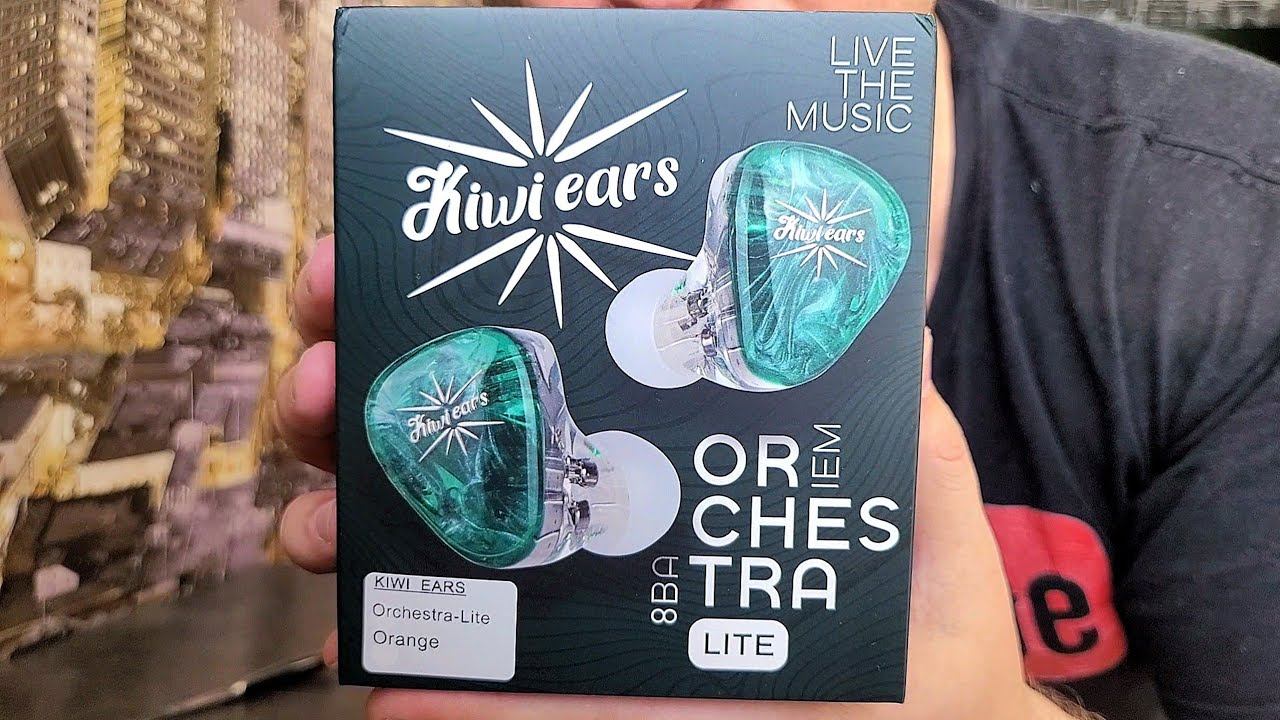 LIVE
THE
MUSIC
Kiwi ears
Kiwi ears
Kiwi ears
OR
IEM
CHES
8BA
TRA
LITE
KIWI EARS
Orchestra-Lite
Orange